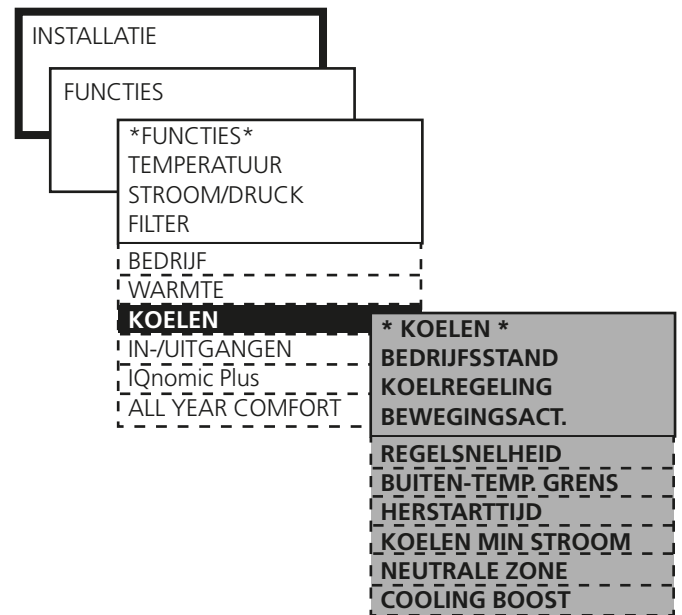 INSTALLATIE
FUNCTIES
*FUNCTIES*
TEMPERATUUR
STROOM/DRUCK
FILTER
BEDRIJF
WARMTE
KOELEN
IN-/UITGANGEN
IQnomic Plus
ALL YEAR COMFORT
* KOELEN *
BEDRIJFSSTAND
KOELREGELING
BEWEGINGSACT.
REGELSNELHEID
BUITEN-TEMP. GRENS
HERSTARTTIJD
KOELEN MIN STROOM
NEUTRALE ZONE
COOLING BOOST